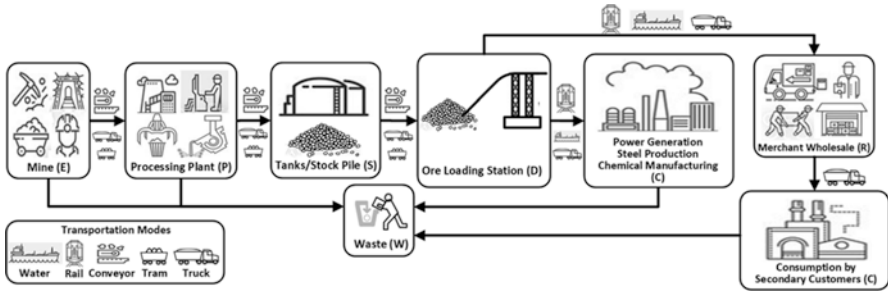 Mine (E)
Processing Plant (P)
Tanks/Stock Pile (S)
Ore Loading Station (D)
Power Generation
Steel Production
Chemical Manufacturing
(C)
Merchant Wholesale (R)
Waste (W)
Consumption by
Secondary Customers (C)
Transportation Modes
Water Rail Conveyor Tram Truck